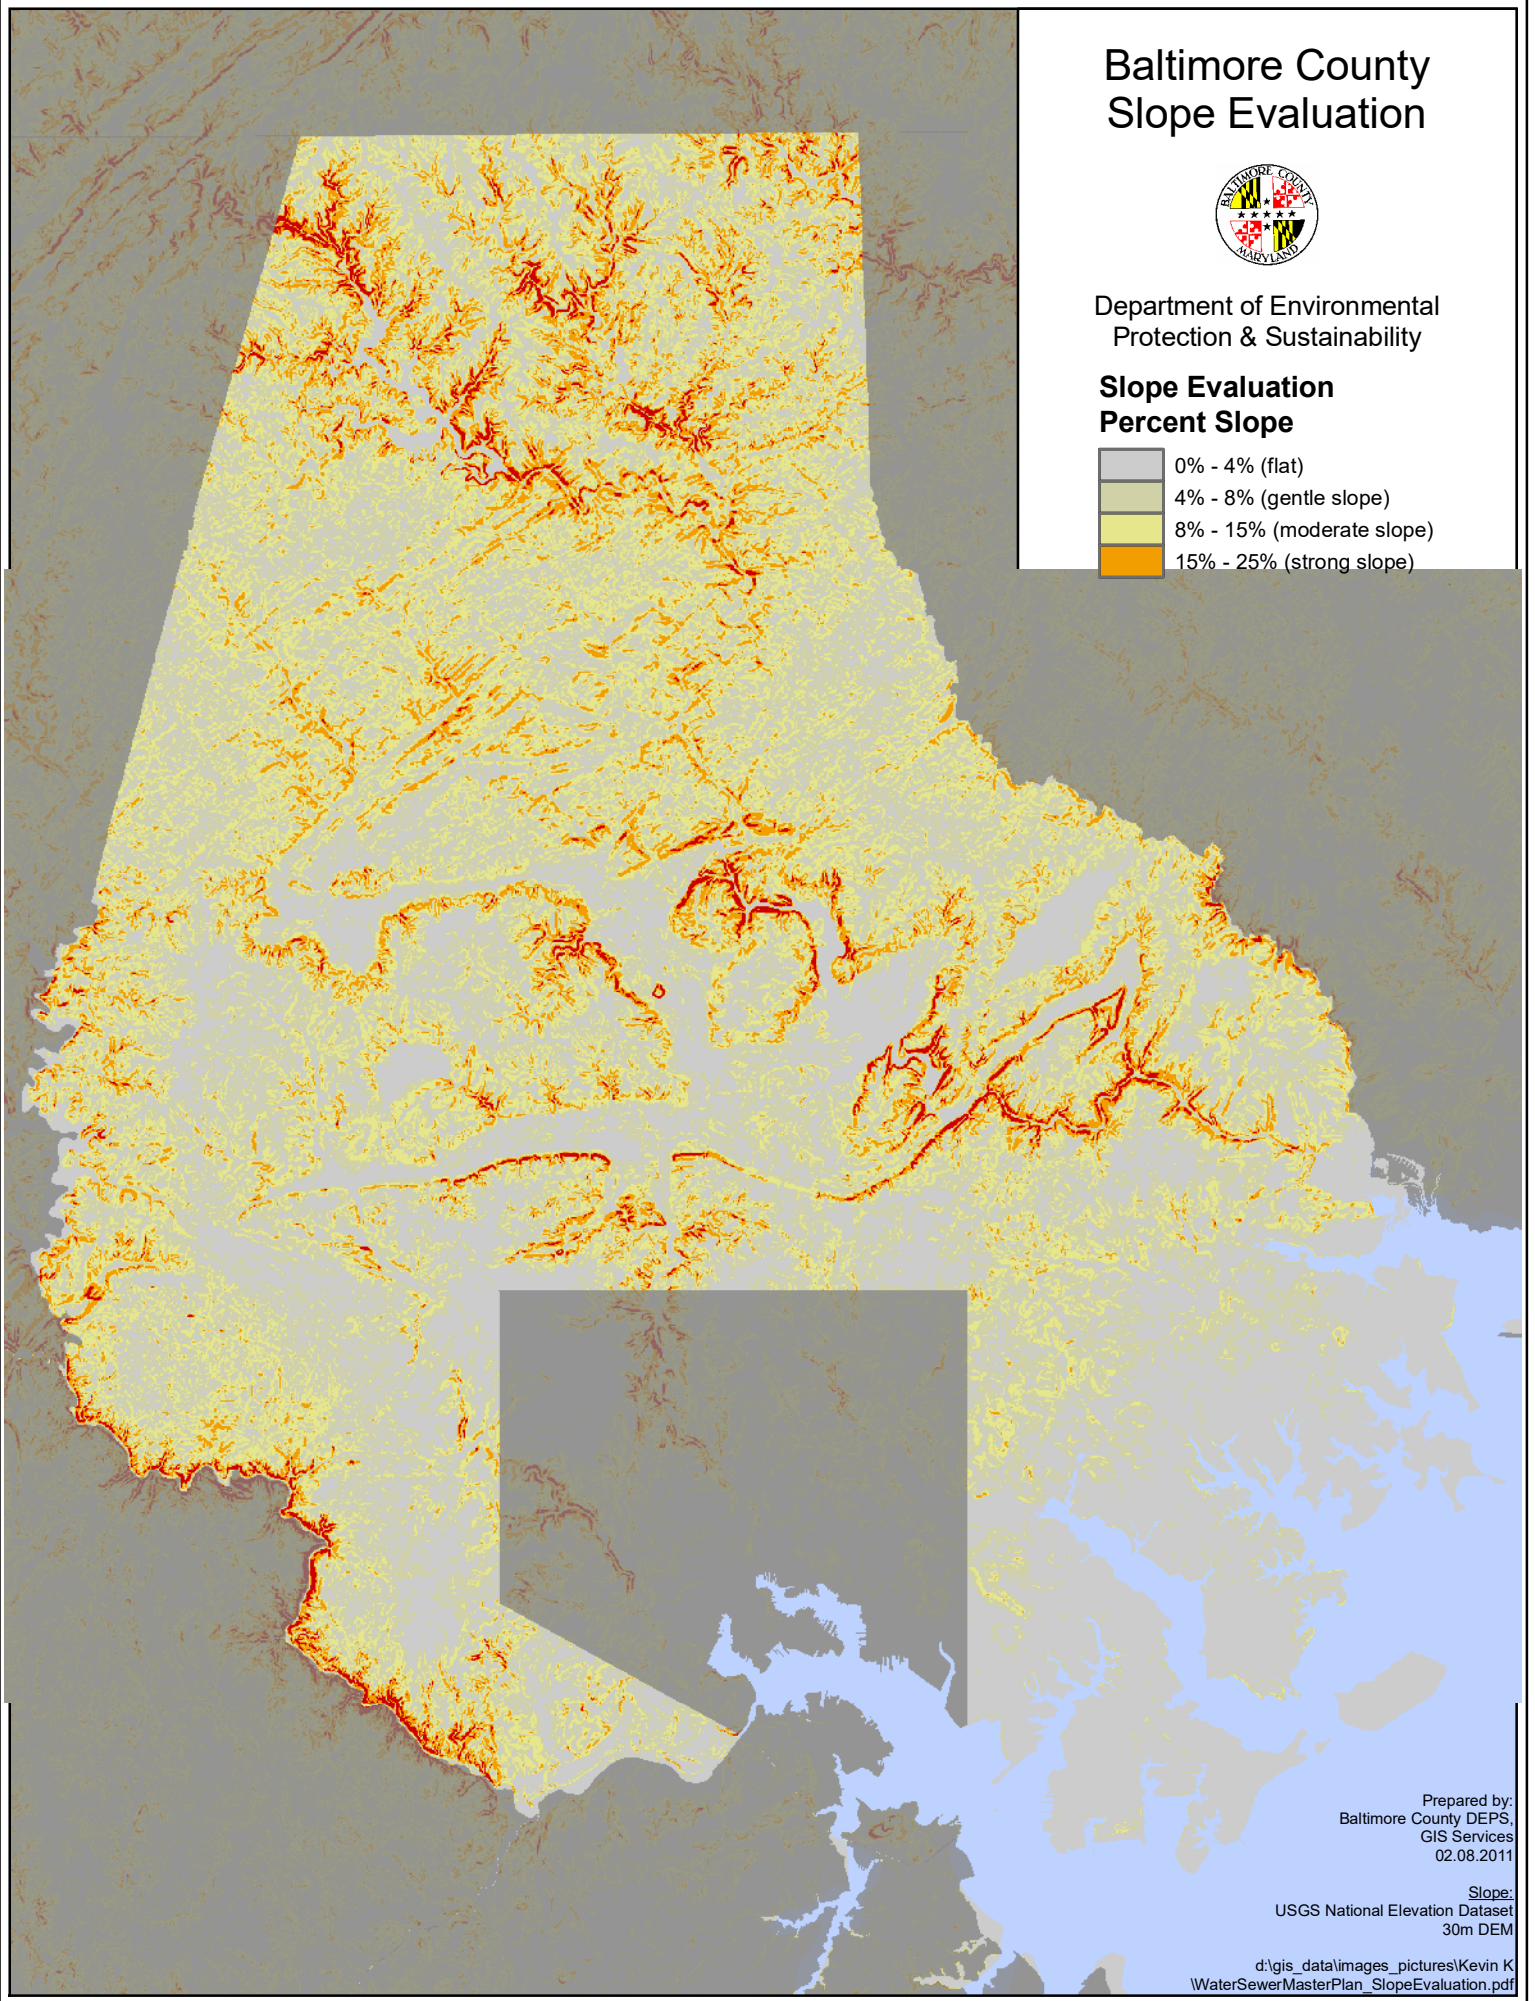 Baltimore County
Slope Evaluation
BALTIMORE COUNTY
MARYLAND
Department of Environmental
Protection & Sustainability
Slope Evaluation
Percent Slope
0% - 4% (flat)
4% - 8% (gentle slope)
8% - 15% (moderate slope)
15% - 25% (strong slope)
Prepared by:
Baltimore County DEPS,
GIS Services
02.08.2011
Slope:
USGS National Elevation Dataset
30m DEM
d:\gis_data\images_pictures\Kevin K
\WaterSewerMasterPlan_SlopeEvaluation.pdf